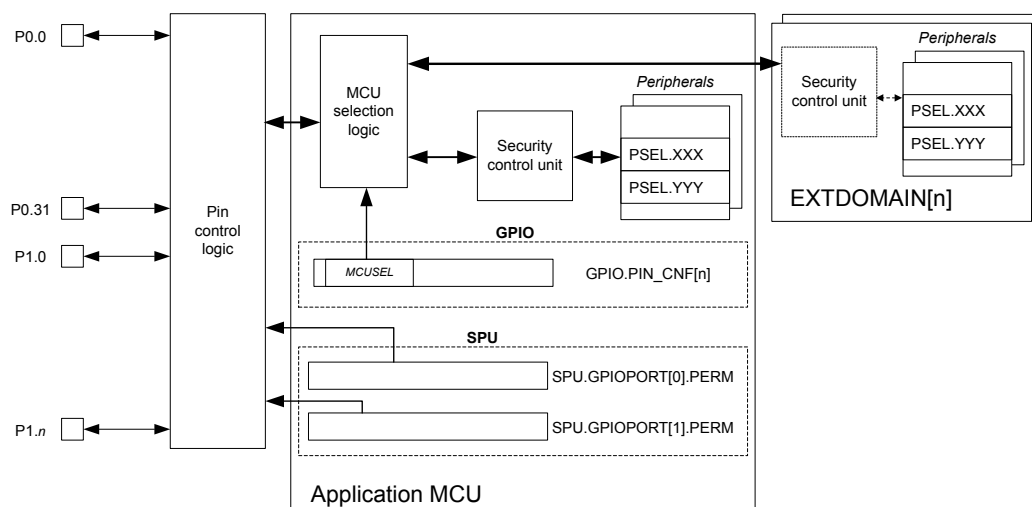 P0.0
P0.31
P1.0
P1.n
Pin
control
logic
MCU
selection
logic
Security
control unit
Peripherals
PSEL.XXX
PSEL.YYY
GPIO
MCUSEL
GPIO.PIN_CNF[n]
SPU
SPU.GPIOPORT[0].PERM
SPU.GPIOPORT[1].PERM
Application MCU
Peripherals
Security
control unit
PSEL.XXX
PSEL.YYY
EXTDOMAIN[n]